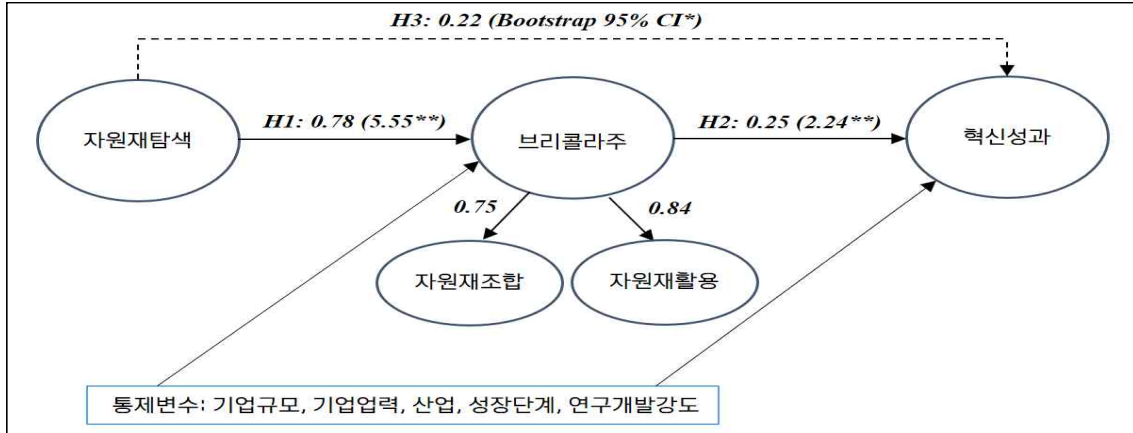 H3: 0.22 (Bootstrap 95% CI*)
자원재탐색
H1: 0.78 (5.55**)
브리콜라주
H2: 0.25 (2.24**)
혁신성과
0.75
0.84
자원재조합
자원재활용
통제변수: 기업규모, 기업업력, 산업, 성장단계, 연구개발강도